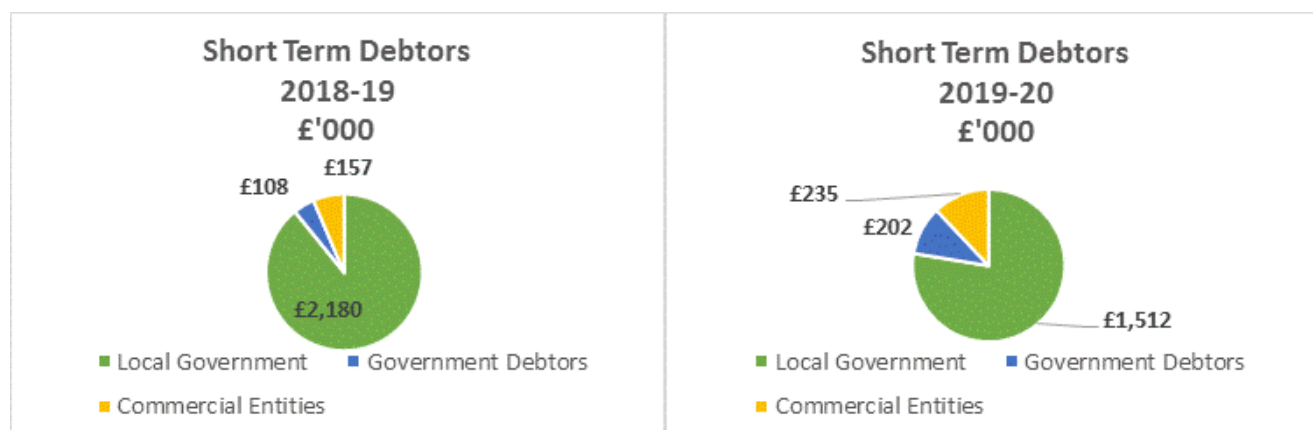 Short Term Debtors
2018-19
£'000
£157
£108
£2,180
Local Government
Government Debtors
Commercial Entities
Short Term Debtors
2019-20
£'000
£235
£202
£1,512
Local Government
Government Debtors
Commercial Entities